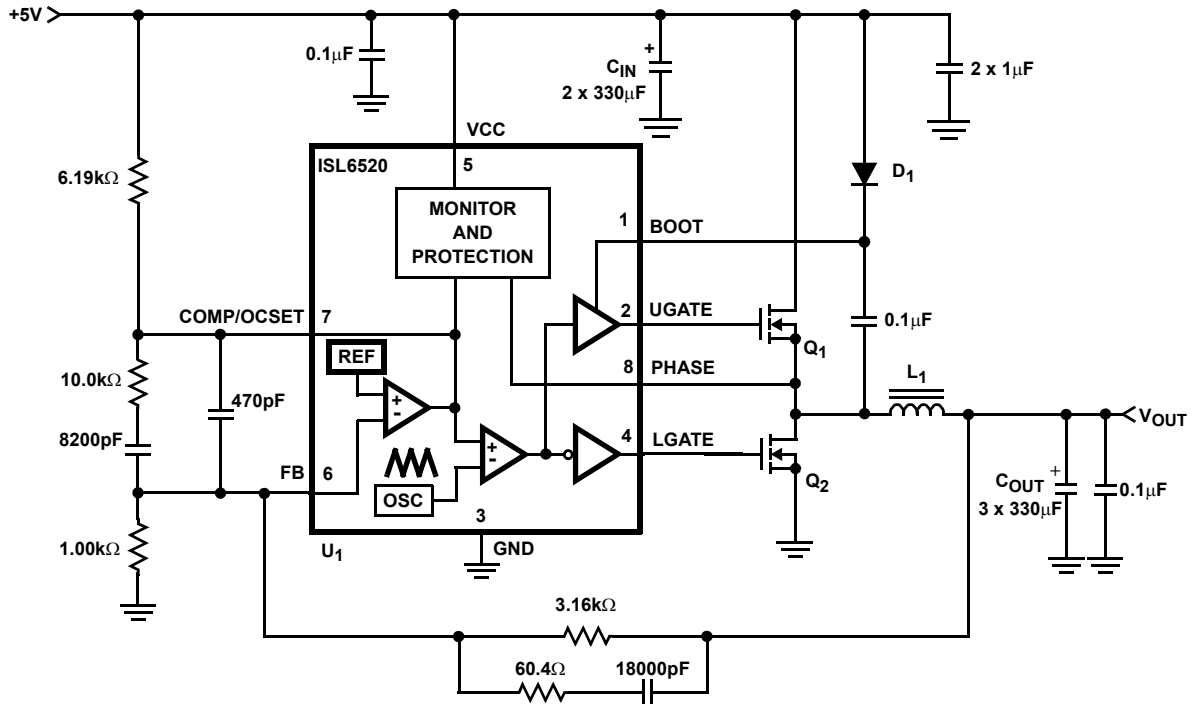 +5V
0.1µF
+
CIN
2 x 330µF
2 x 1µF
VCC
ISL6520
5
6.19kΩ
MONITOR
AND
PROTECTION
D1
1
BOOT
COMP/OCSET
7
2
UGATE
0.1µF
REF
Q1
8
PHASE
10.0kΩ
470pF
+
-
L1
8200pF
+
-
4
LGATE
VOUT
FB
6
OSC
Q2
COUT
+
3 x 330µF
0.1µF
3
1.00kΩ
U1
GND
3.16kΩ
60.4Ω
18000pF